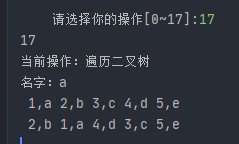 请选择你的操作[0~17]:17
17
当前操作：遍历二叉树
名字：a
1,a 2,b 3,c 4,d 5,e
2,b 1,a 4,d 3,c 5,e